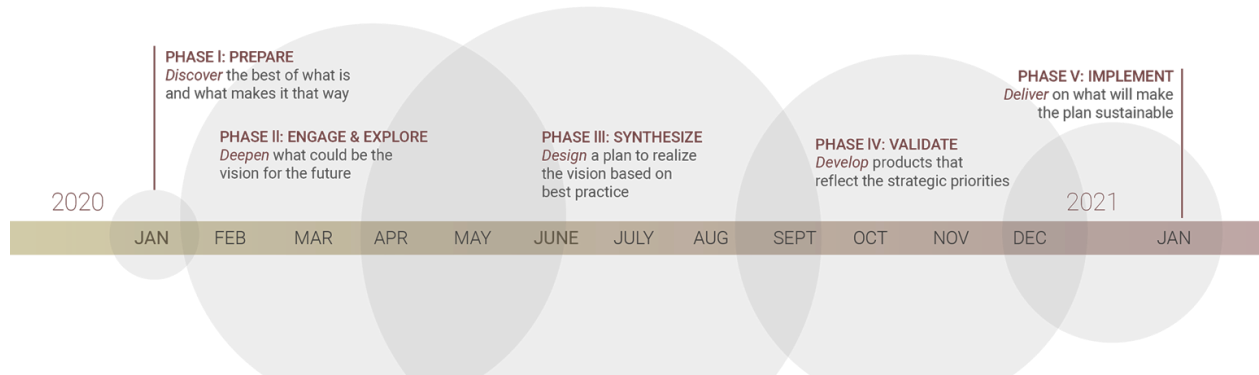 PHASE I: PREPARE
Discover the best of what is
and what makes it that way
PHASE II: ENGAGE & EXPLORE
Deepen what could be the
vision for the future
PHASE III: SYNTHESIZE
Design a plan to realize
the vision based on
best practice
PHASE IV: VALIDATE
Develop products that
reflect the strategic priorities
PHASE V: IMPLEMENT
Deliver on what will make
the plan sustainable
2020
2021
JAN FEB MAR APR MAY JUNE JULY AUG SEPT OCT NOV DEC JAN